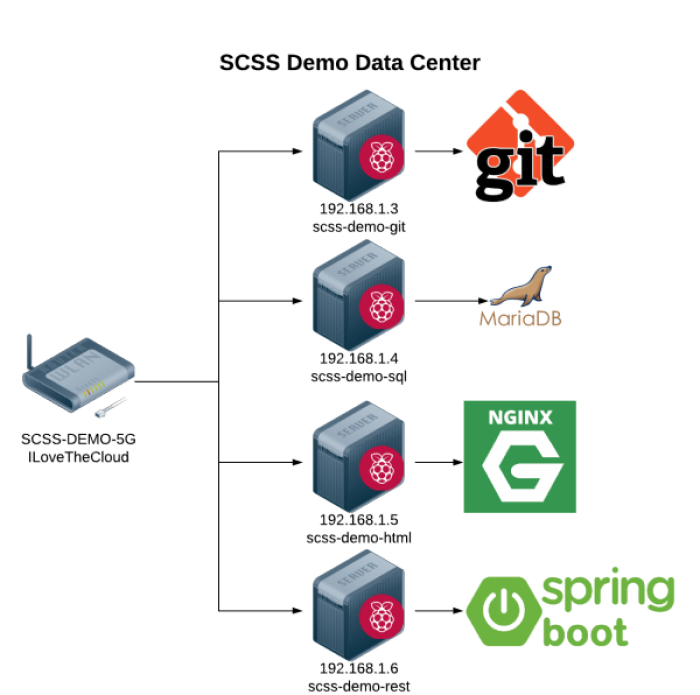 SCSS Demo Data Center
SERVER
192.168.1.3
scss-demo-git
git
SERVER
192.168.1.4
scss-demo-sql
MariaDB
WLAN
SCSS-DEMO-5G
ILoveTheCloud
SERVER
192.168.1.5
scss-demo-html
NGINX
G
SERVER
192.168.1.6
scss-demo-rest
spring
boot